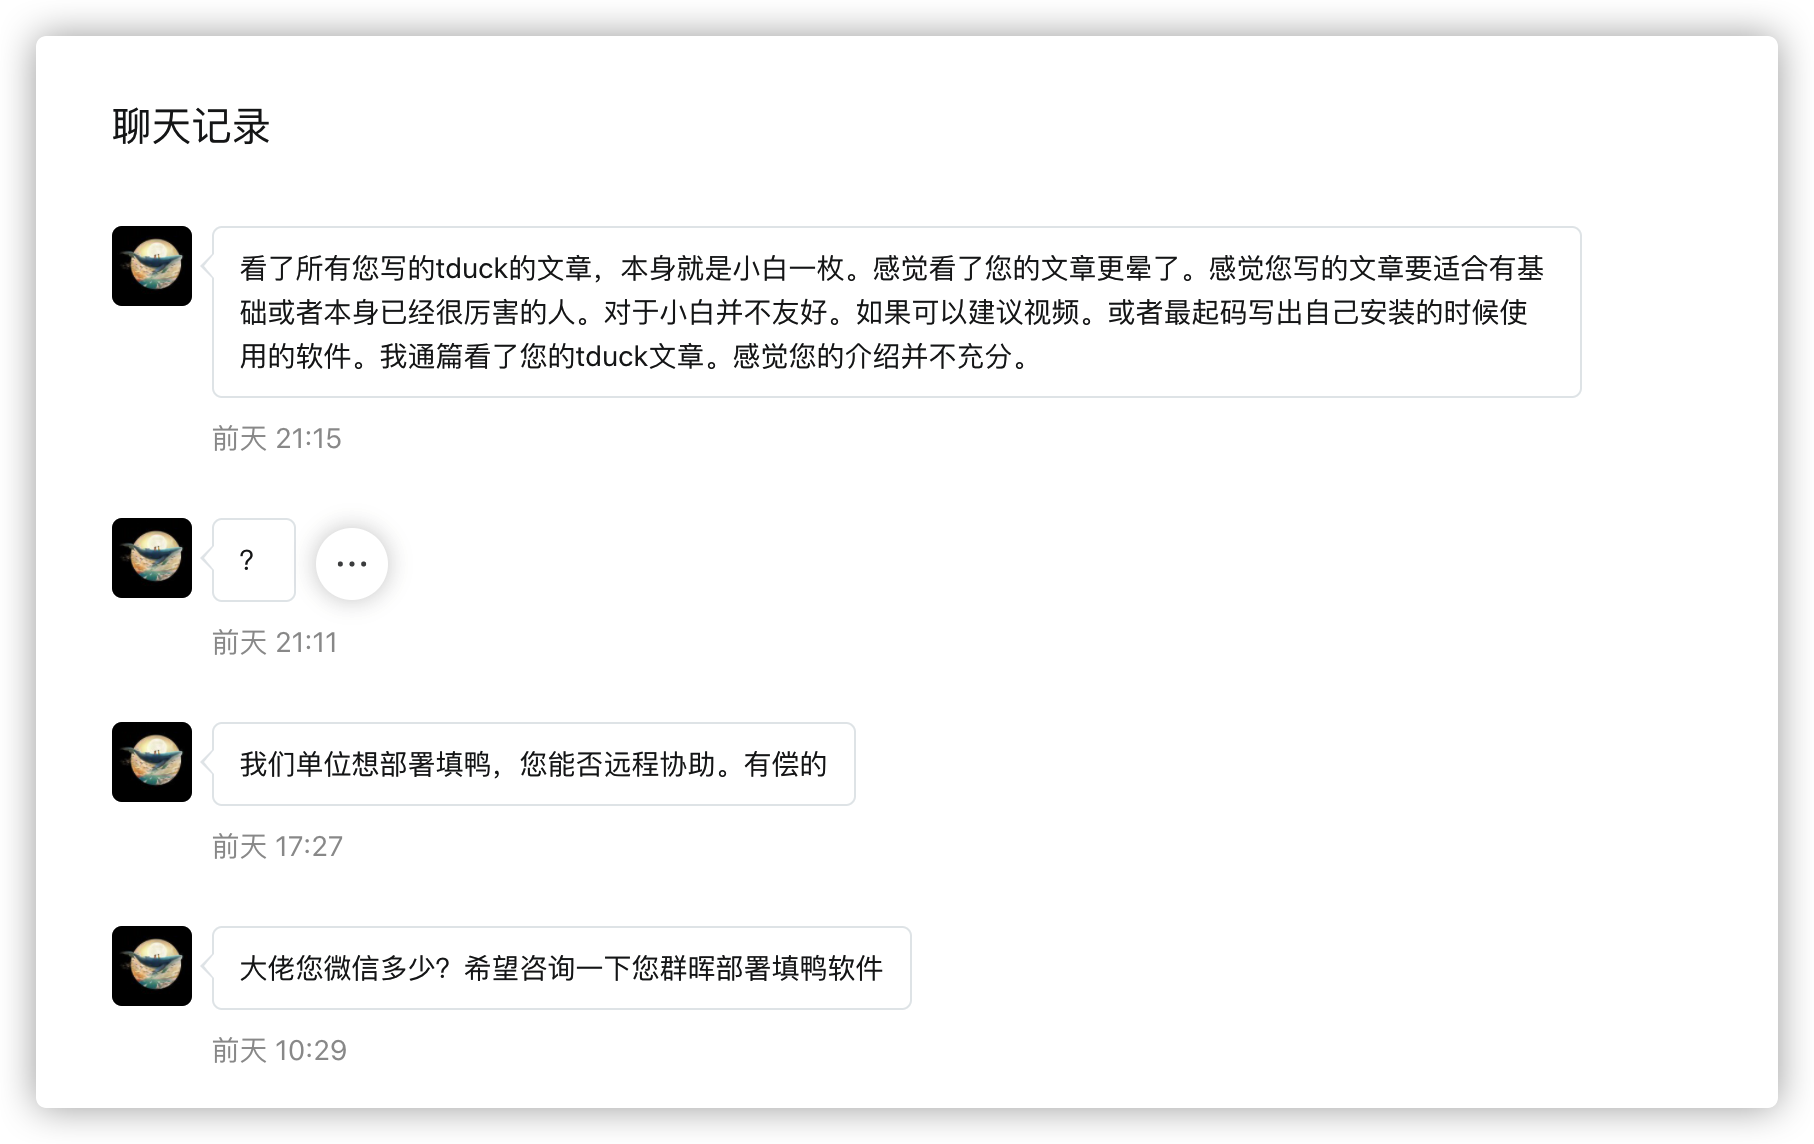 聊天记录
看了所有您写的tduck的文章，本身就是小白一枚。感觉看了您的文章更晕了。感觉您写的文章要适合有基
础或者本身已经很厉害的人。对于小白并不友好。如果可以建议视频。或者最起码写出自己安装的时候使
用的软件。我通篇看了您的tduck文章。感觉您的介绍并不充分。
前天 21:15
?
前天 21:11
我们单位想部署填鸭，您能否远程协助。有偿的
前天 17:27
大佬您微信多少？希望咨询一下您群晖部署填鸭软件
前天 10:29